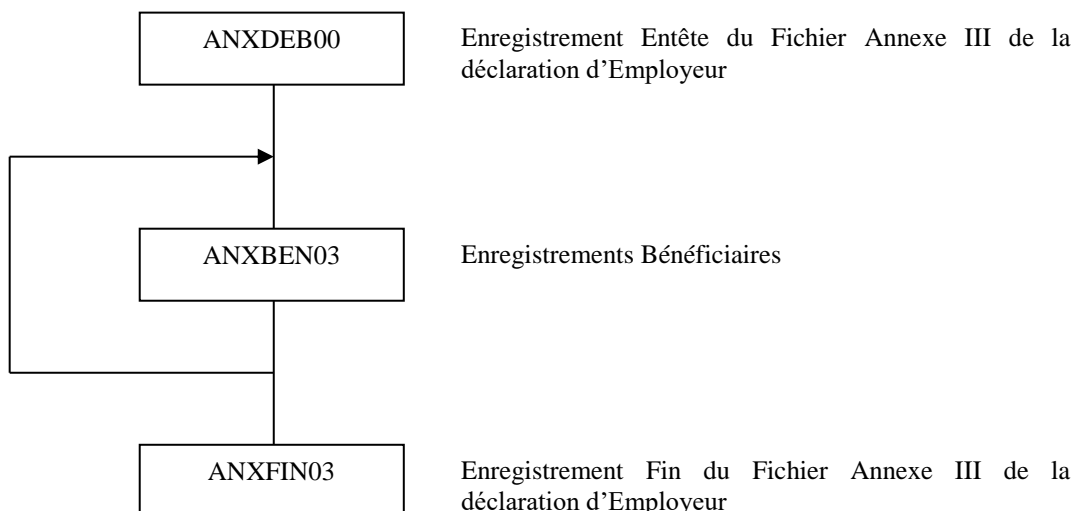 ANXDEB00
Enregistrement Entête du Fichier Annexe III de la
déclaration d’Employeur
ANXBEN03
Enregistrements Bénéficiaires
ANXFIN03
Enregistrement Fin du Fichier Annexe III de la
déclaration d’Employeur